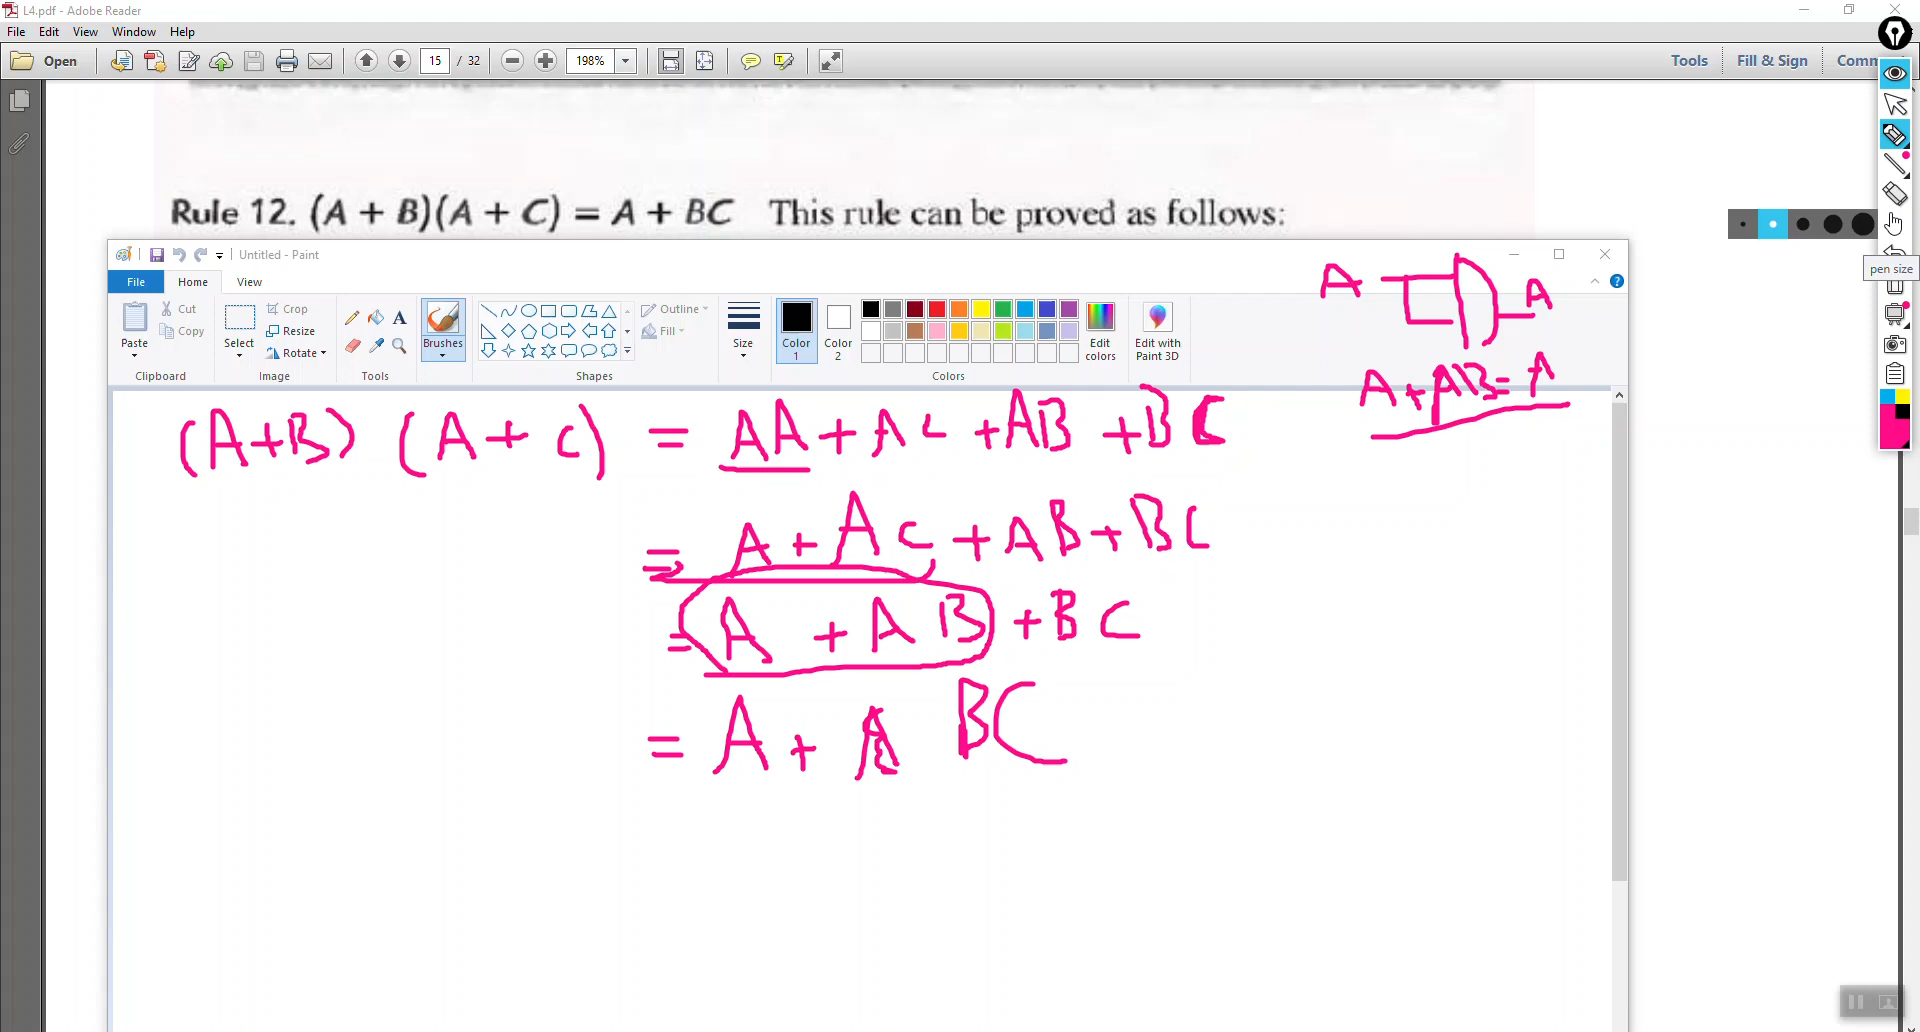 L4.pdf - Adobe Reader
File Edit View Window Help
Open 15 / 32 198% Tools Fill & Sign Comm
Rule 12. (A + B)(A + C) = A + BC This rule can be proved as follows:
Untitled - Paint
File Home View
Paste Cut Copy Select Crop Resize Rotate Brushes Outline Fill Size Color 1 Color 2 Edit colors Edit with Paint 3D
Clipboard Image Tools Shapes Colors
pen size
A A
A+AB=A
(A+B) (A+C) = AA+AC+AB+BC
= A+AC+AB+BC
= A + AB+BC
= A+ A BC